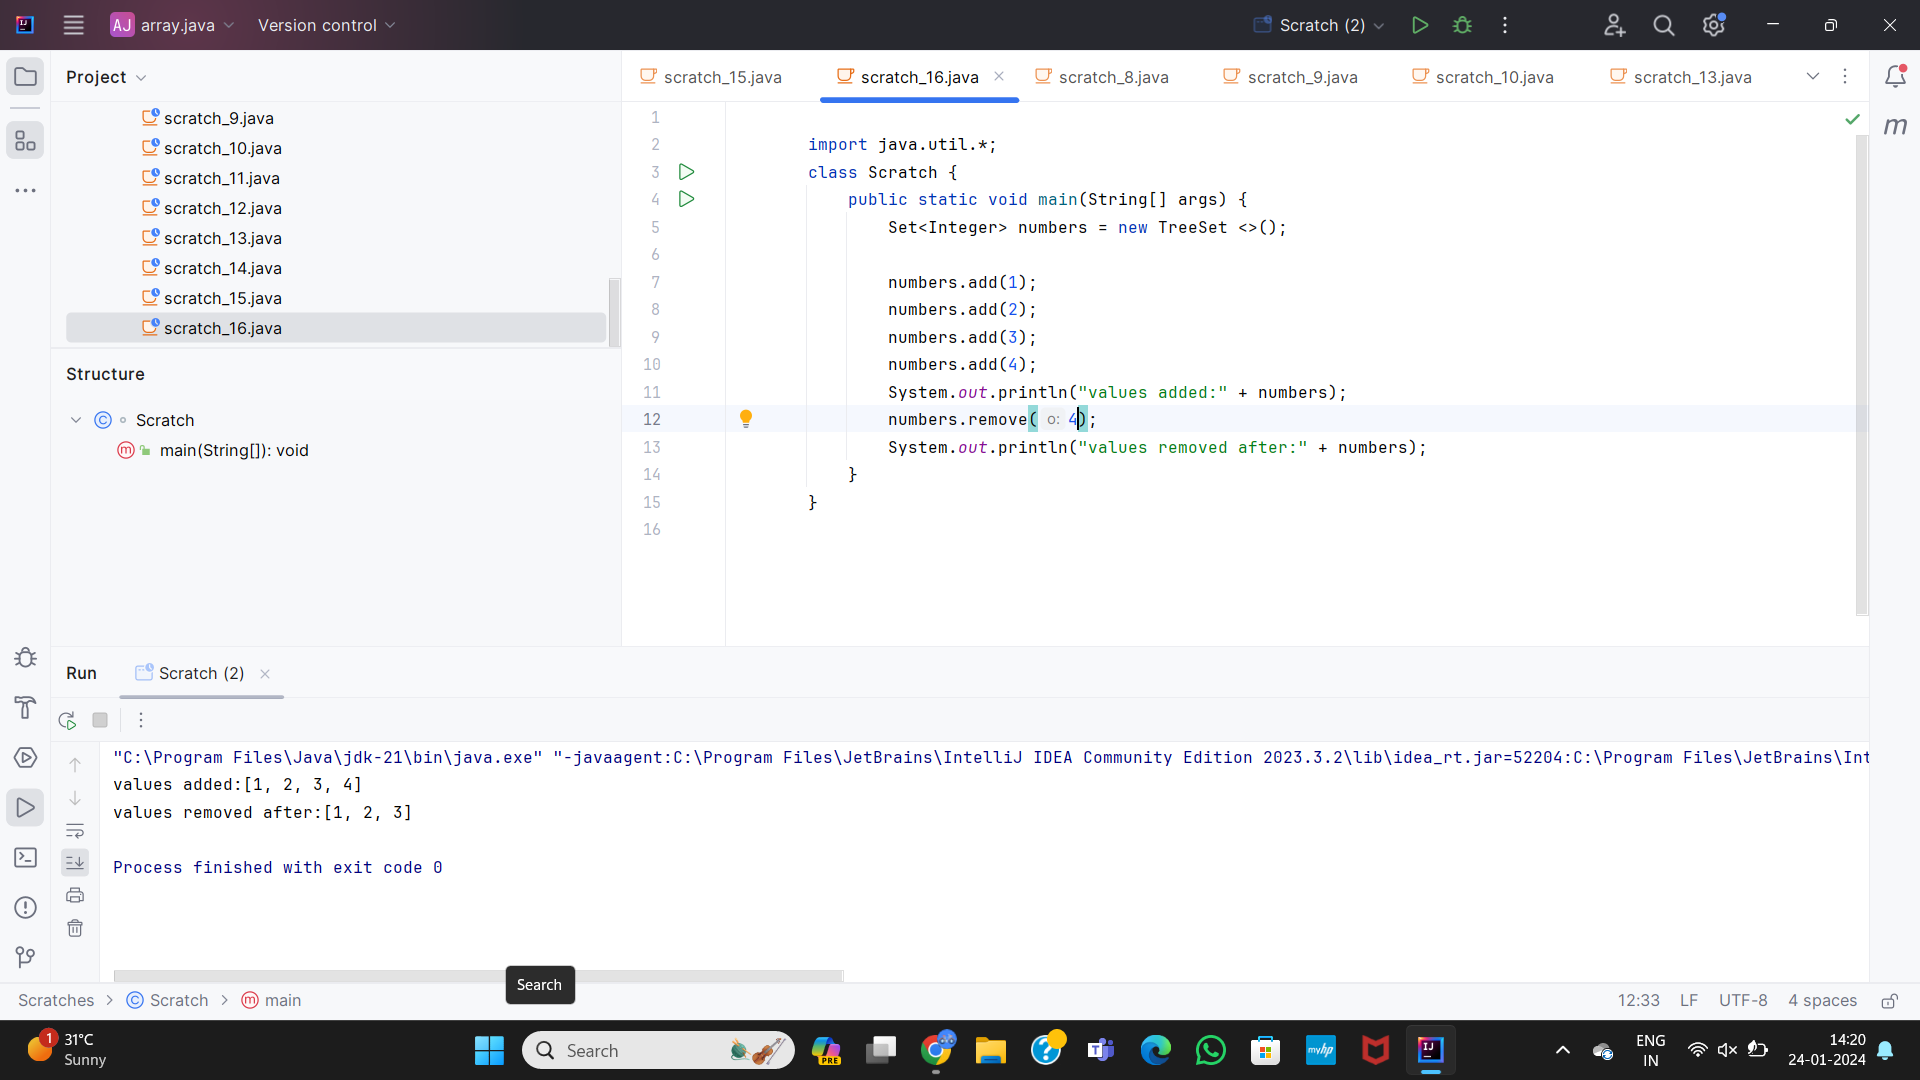 AJ array.java Version control Scratch (2)
Project
scratch_15.java scratch_16.java scratch_8.java scratch_9.java scratch_10.java scratch_13.java
scratch_9.java
scratch_10.java
scratch_11.java
scratch_12.java
scratch_13.java
scratch_14.java
scratch_15.java
scratch_16.java
Structure
Scratch
main(String[]): void
1
2 import java.util.*;
3 class Scratch {
4 public static void main(String[] args) {
5 Set<Integer> numbers = new TreeSet <>();
6
7 numbers.add(1);
8 numbers.add(2);
9 numbers.add(3);
10 numbers.add(4);
11 System.out.println("values added:" + numbers);
12 numbers.remove( o: 4);
13 System.out.println("values removed after:" + numbers);
14 }
15 }
16
Run Scratch (2)
"C:\Program Files\Java\jdk-21\bin\java.exe" "-javaagent:C:\Program Files\JetBrains\IntelliJ IDEA Community Edition 2023.3.2\lib\idea_rt.jar=52204:C:\Program Files\JetBrains\Int
values added:[1, 2, 3, 4]
values removed after:[1, 2, 3]
Process finished with exit code 0
Search
Scratches > Scratch > main 12:33 LF UTF-8 4 spaces
1 31°C
Sunny
Search
PRE
myhp
ENG
IN
14:20
24-01-2024